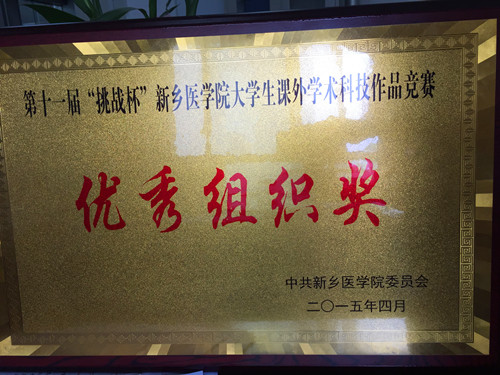 第十一届“挑战杯”新乡医学院大学生课外学术科技作品竞赛
优秀组织奖
中共新乡医学院委员会
二〇一五年四月